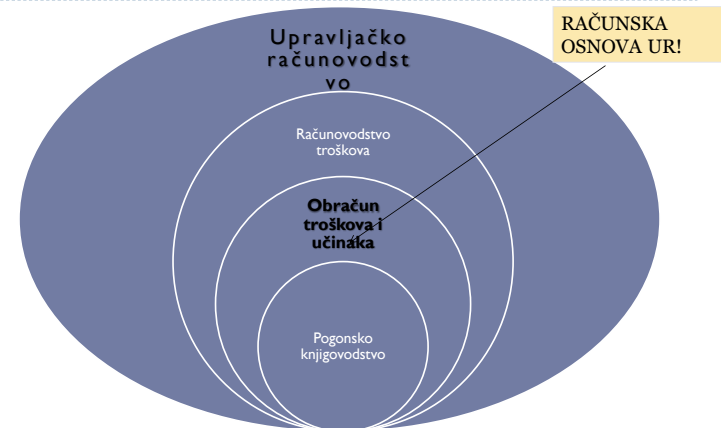 Upravljačko
računovodst
vo
RAČUNSKA
OSNOVA UR!
Računovodstvo
troškova
Obračun
troškova i
učinaka
Pogonsko
knjigovodstvo